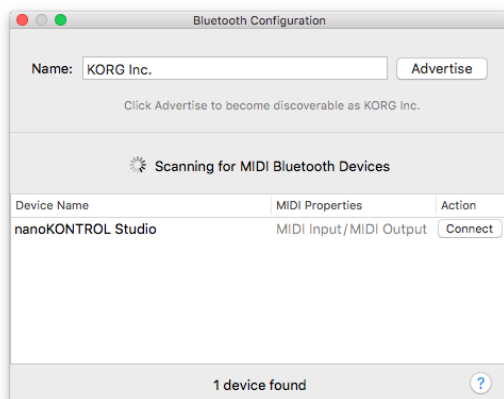 Bluetooth Configuration
Name: KORG Inc. Advertise
Click Advertise to become discoverable as KORG Inc.
Scanning for MIDI Bluetooth Devices
Device Name MIDI Properties Action
nanoKONTROL Studio MIDI Input/MIDI Output Connect
1 device found ?